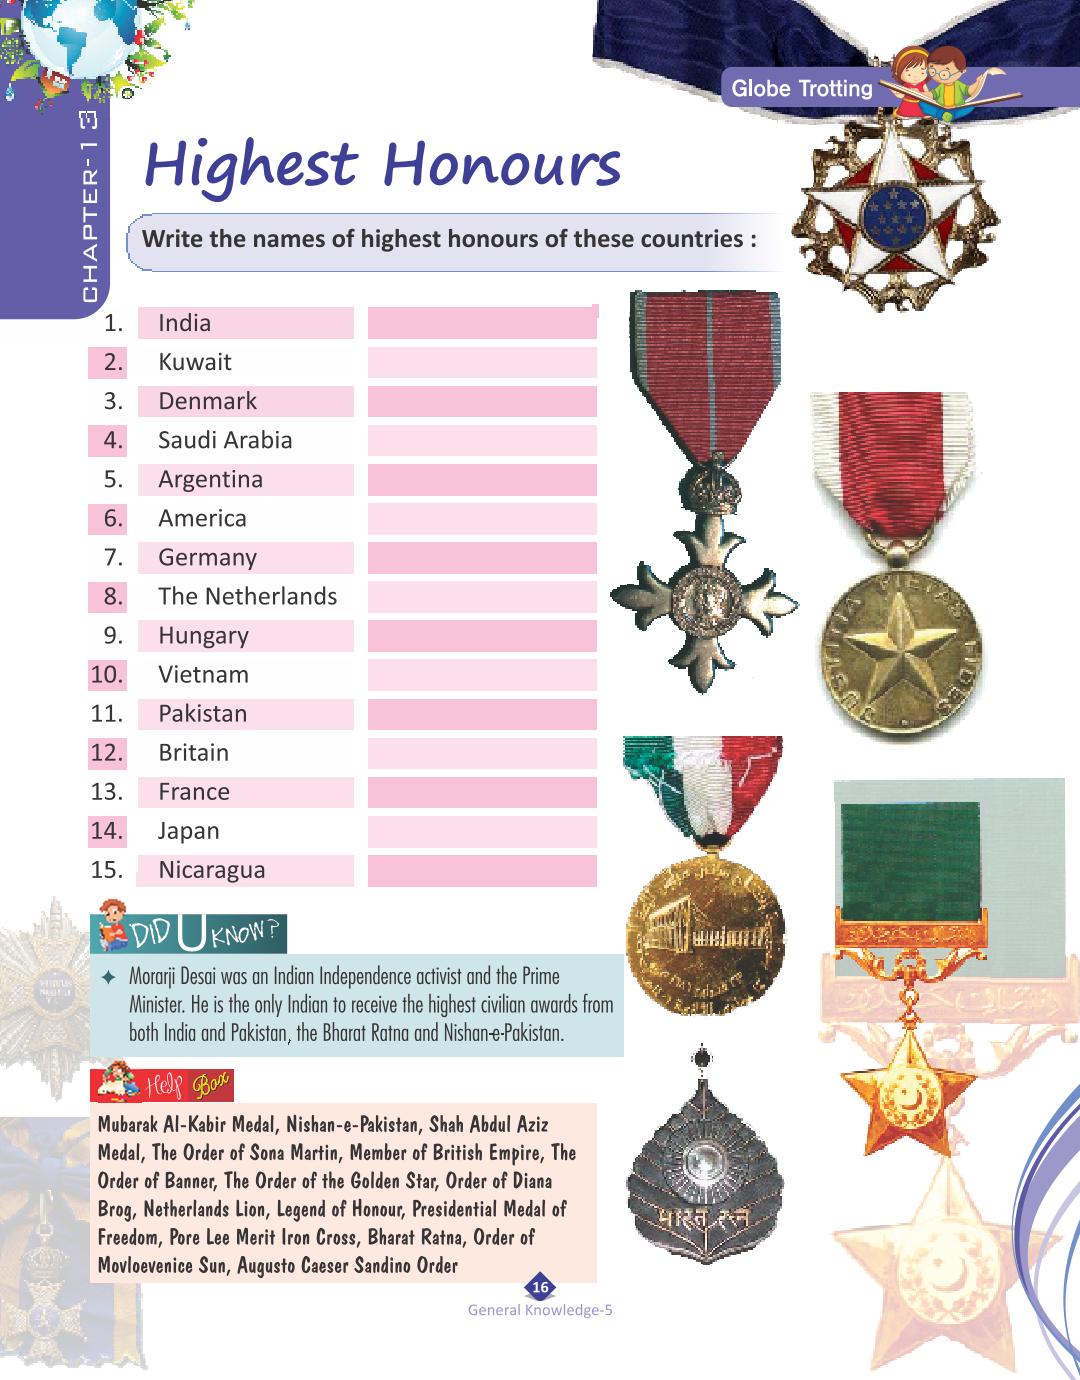 Globe Trotting
CHAPTER-13
Highest Honours
Write the names of highest honours of these countries :
1. India
2. Kuwait
3. Denmark
4. Saudi Arabia
5. Argentina
6. America
7. Germany
8. The Netherlands
9. Hungary
10. Vietnam
11. Pakistan
12. Britain
13. France
14. Japan
15. Nicaragua
DID U KNOW?
✦ Morarji Desai was an Indian Independence activist and the Prime
Minister. He is the only Indian to receive the highest civilian awards from
both India and Pakistan, the Bharat Ratna and Nishan-e-Pakistan.
Help Box
Mubarak Al-Kabir Medal, Nishan-e-Pakistan, Shah Abdul Aziz
Medal, The Order of Sona Martin, Member of British Empire, The
Order of Banner, The Order of the Golden Star, Order of Diana
Brog, Netherlands Lion, Legend of Honour, Presidential Medal of
Freedom, Pore Lee Merit Iron Cross, Bharat Ratna, Order of
Movloevenice Sun, Augusto Caeser Sandino Order
भारत रत्न
16
General Knowledge-5